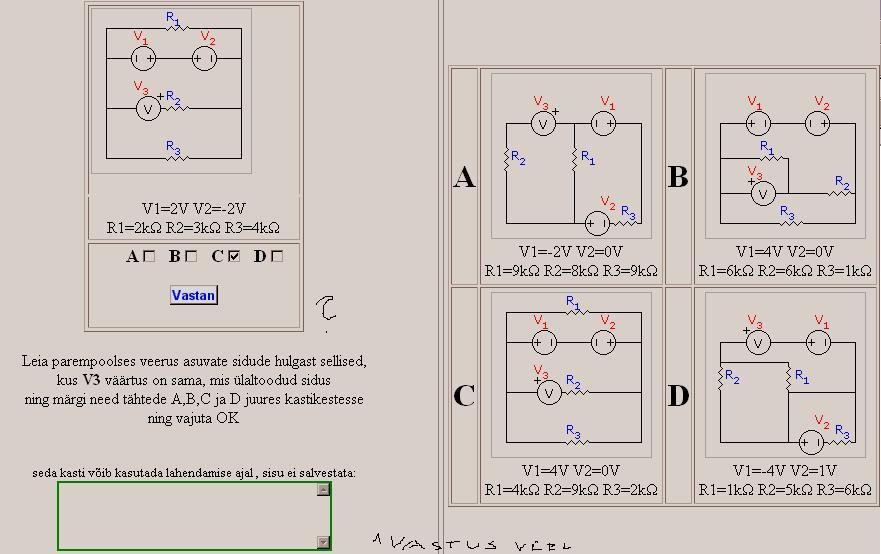 R1
V1 V2
V3
+ R2
V
R3
V1=2V V2=-2V
R1=2kΩ R2=3kΩ R3=4kΩ
A B C D
Vastan
Leia parempoolses veerus asuvate sidude hulgast sellised,
kus V3 väärtus on sama, mis ülaltoodud sidus
ning märgi need tähtede A,B,C ja D juures kastikestesse
ning vajuta OK
seda kasti võib kasutada lahendamise ajal, sisu ei salvestata:
A
V3 + V1
V
R2 R1
V2 R3
V1=-2V V2=0V
R1=9kΩ R2=8kΩ R3=9kΩ
B
V1 V2
R1
V3
+ V R2
R3
V1=4V V2=0V
R1=6kΩ R2=6kΩ R3=1kΩ
C
R1
V1 V2
V3
+ V R2
R3
V1=4V V2=0V
R1=4kΩ R2=9kΩ R3=2kΩ
D
V3 V1
+ V
R2 R1
V2 R3
V1=-4V V2=1V
R1=1kΩ R2=5kΩ R3=6kΩ
1 VASTUS VEEL